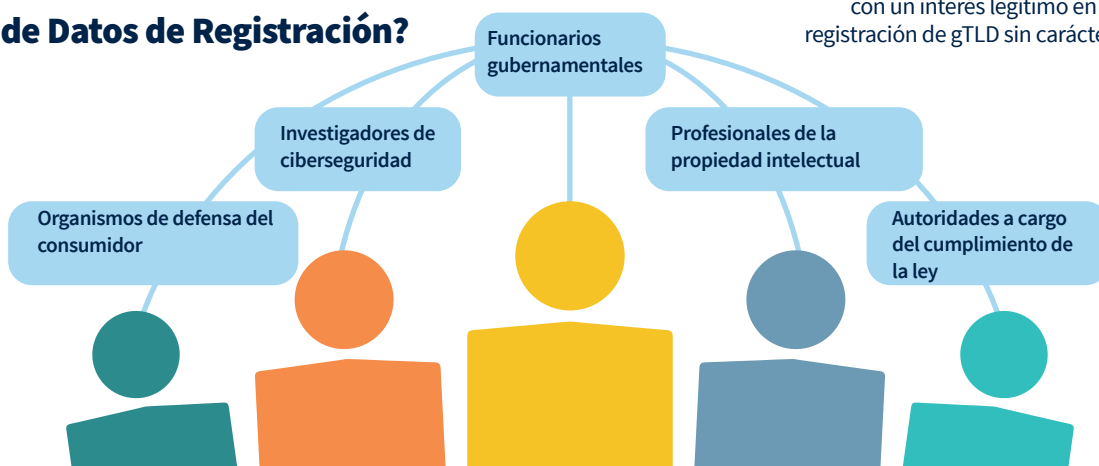 de Datos de Registración?
con un interés legítimo en
registración de gTLD sin
Funcionarios
gubernamentales
Investigadores de
ciberseguridad
Profesionales de la
propiedad intelectual
Organismos de defensa del
consumidor
Autoridades a cargo
del cumplimiento de
la ley